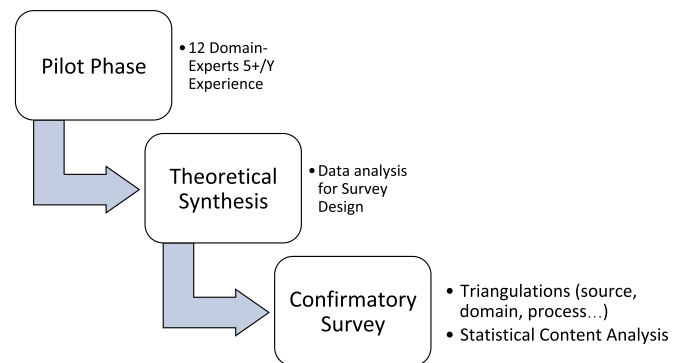 Pilot Phase
• 12 Domain-
Experts 5+/Y
Experience
Theoretical
Synthesis
• Data analysis
for Survey
Design
Confirmatory
Survey
• Triangulations (source,
domain, process…)
• Statistical Content Analysis